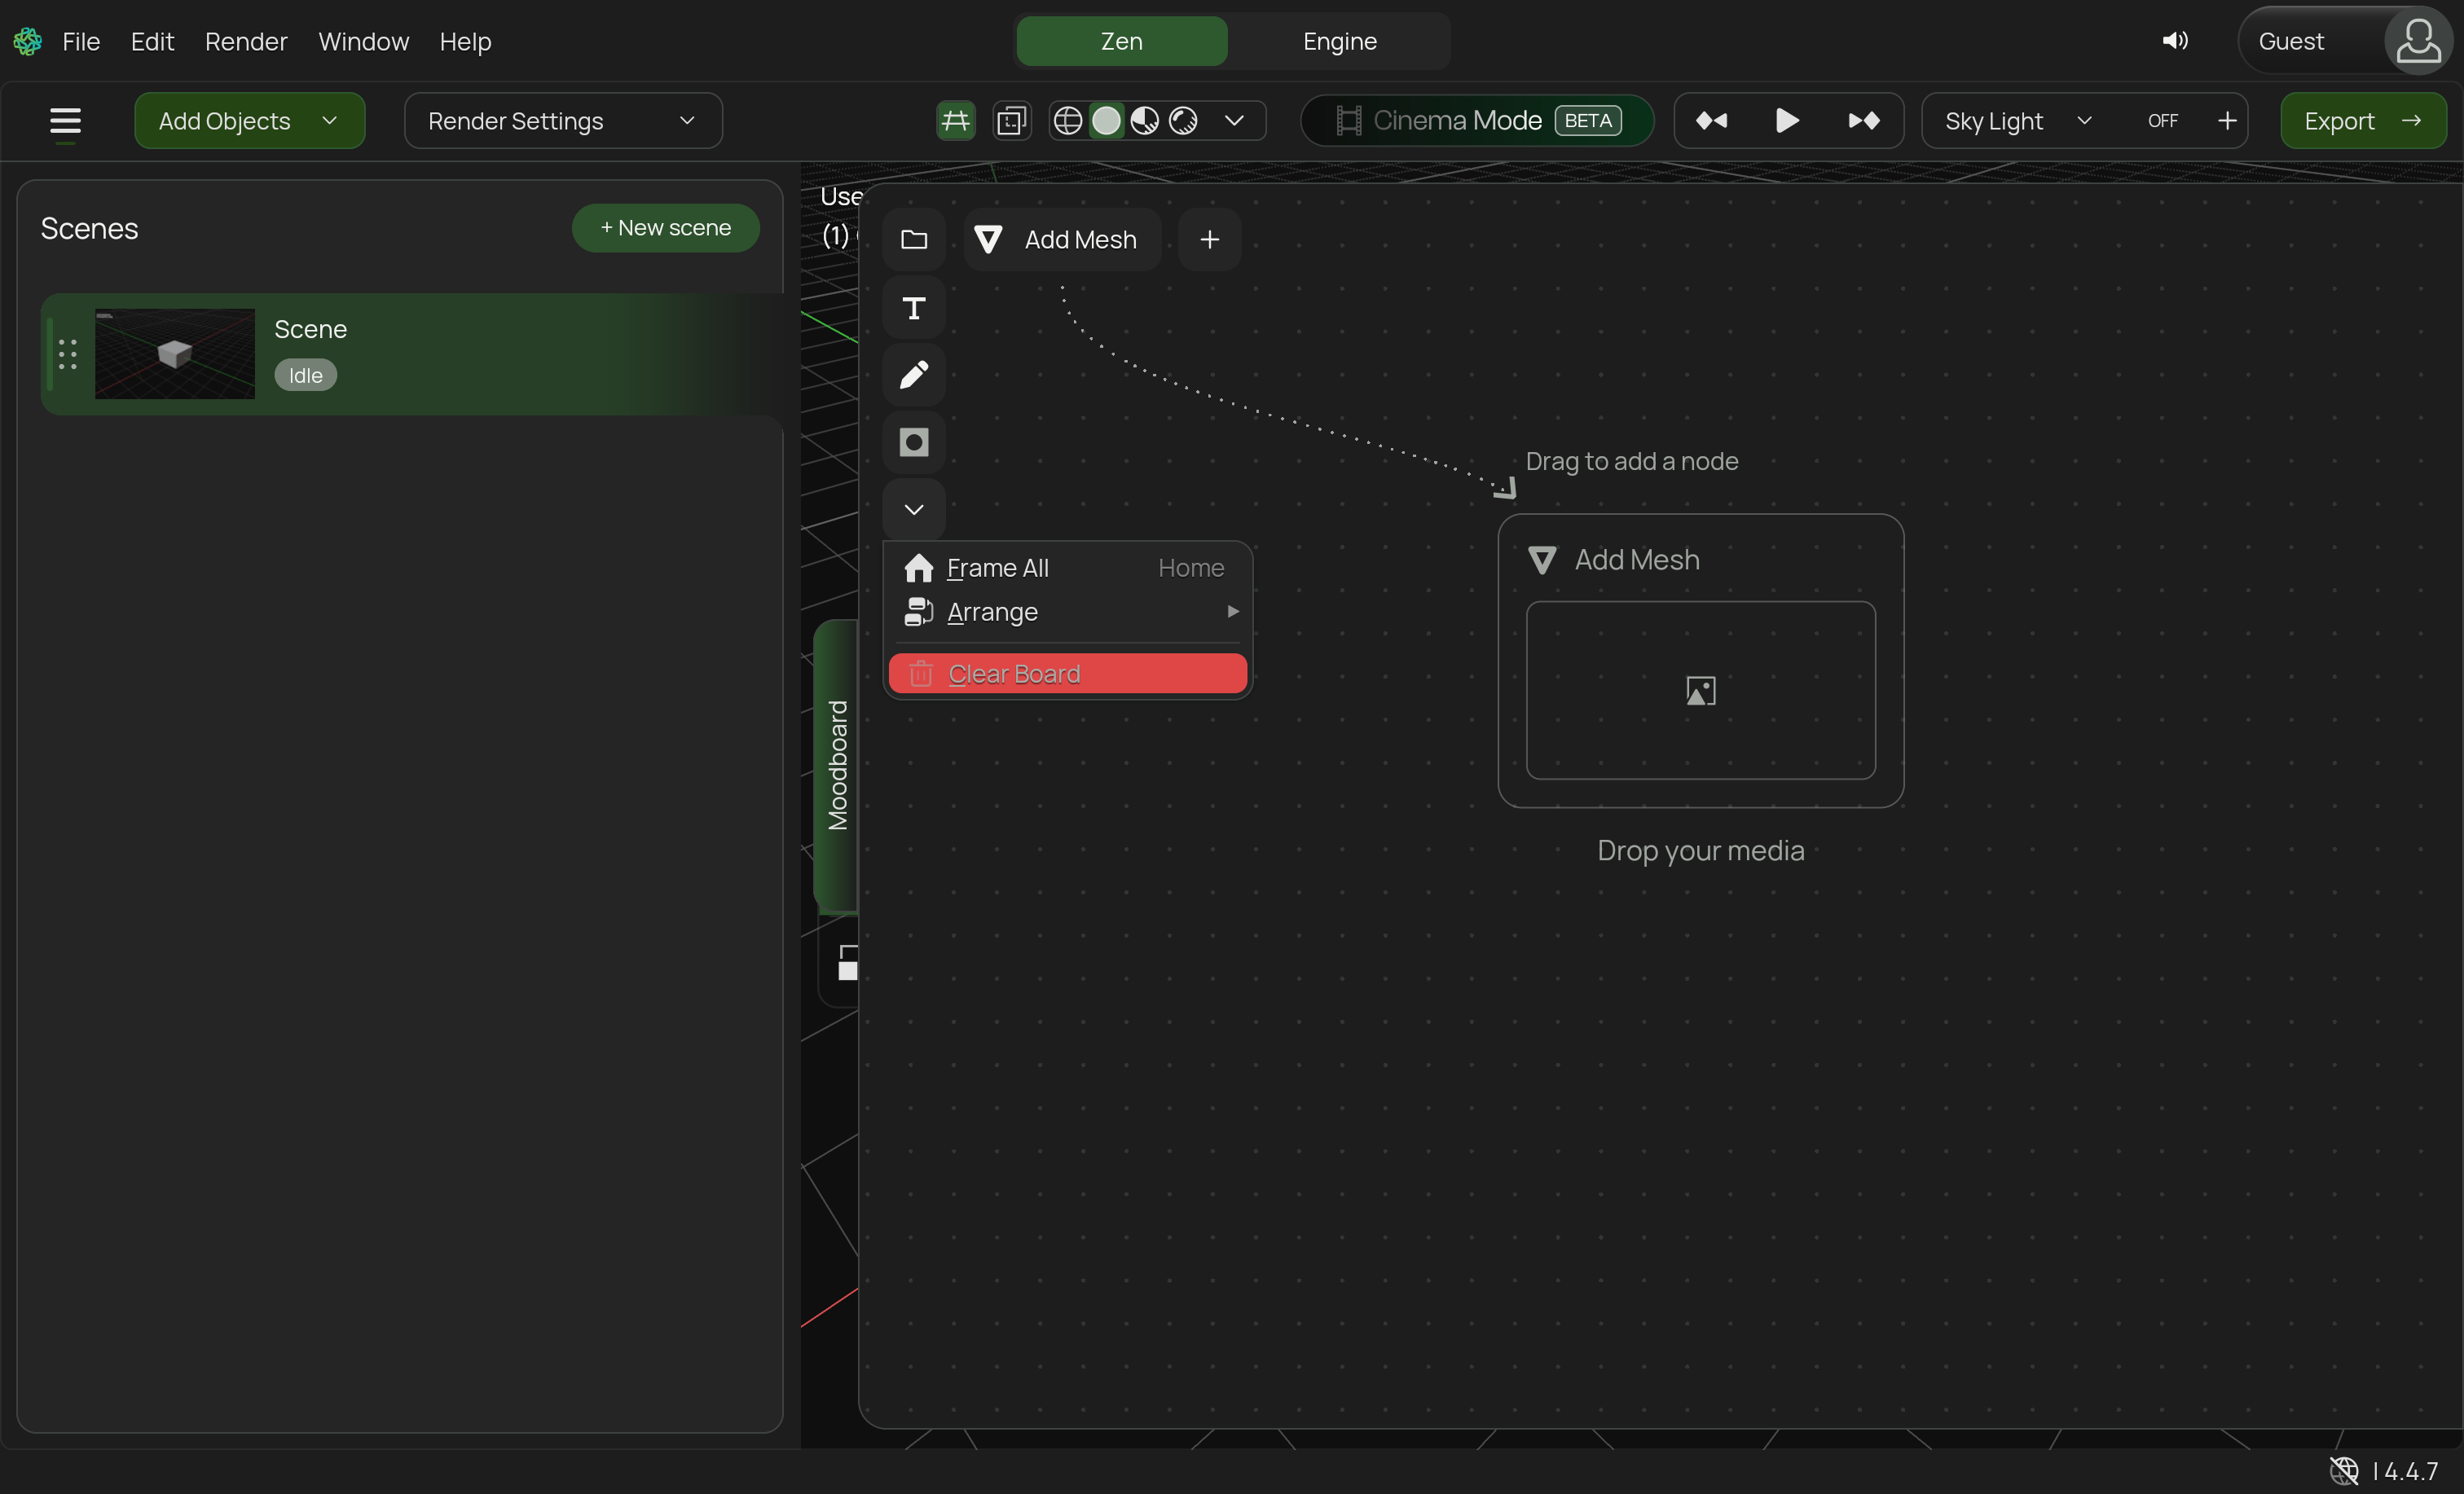 File Edit Render Window Help
Zen Engine
Guest
Add Objects Render Settings
Cinema Mode BETA
Sky Light OFF +
Export →
Scenes
+ New scene
Scene
Idle
Use
(1)
Add Mesh +
Drag to add a node
Add Mesh
Drop your media
Frame All Home
Arrange
Clear Board
Moodboard
| 4.4.7